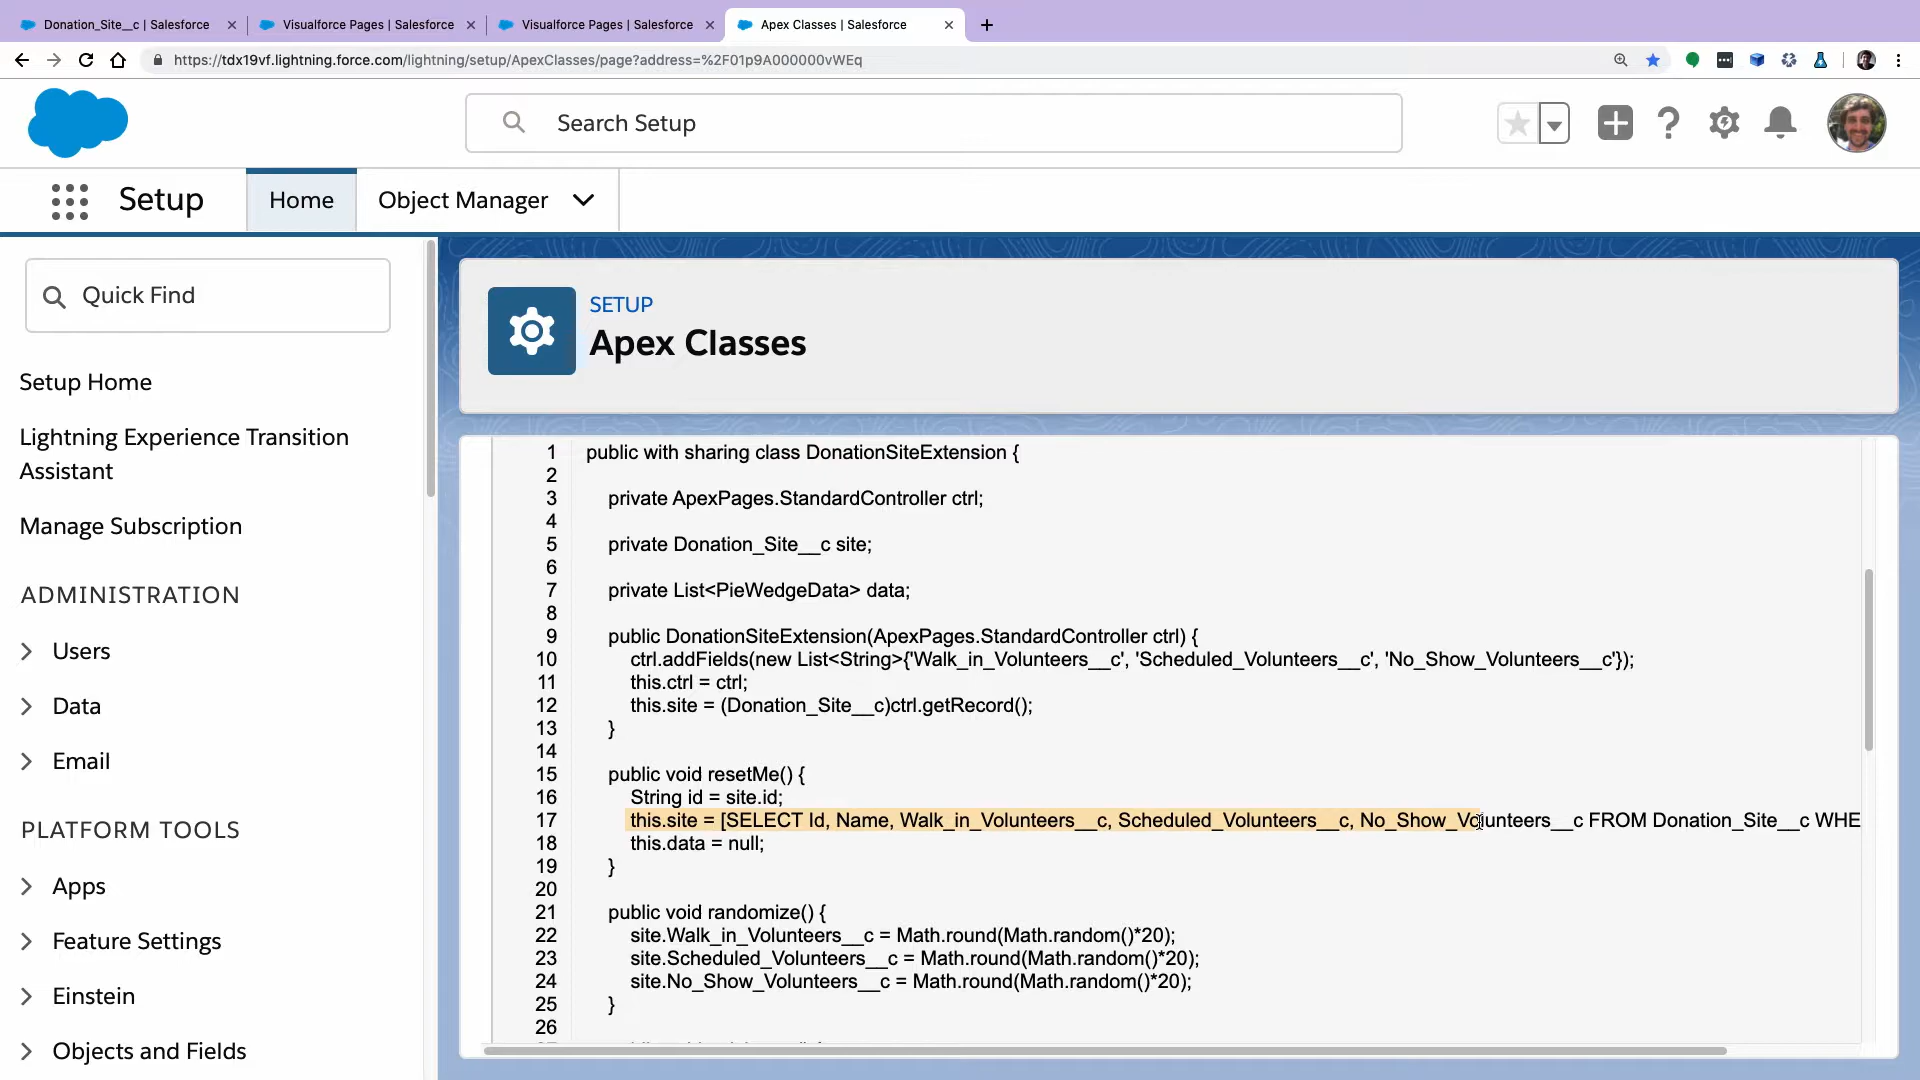 Donation_Site__c | Salesforce
Visualforce Pages | Salesforce
Visualforce Pages | Salesforce
Apex Classes | Salesforce
https://tdx19vf.lightning.force.com/lightning/setup/ApexClasses/page?address=%2F01p9A000000vWEq
Search Setup
Setup
Home
Object Manager
Quick Find
Setup Home
Lightning Experience Transition
Assistant
Manage Subscription
ADMINISTRATION
Users
Data
Email
PLATFORM TOOLS
Apps
Feature Settings
Einstein
Objects and Fields
SETUP
Apex Classes
1 public with sharing class DonationSiteExtension {
2
3 private ApexPages.StandardController ctrl;
4
5 private Donation_Site__c site;
6
7 private List<PieWedgeData> data;
8
9 public DonationSiteExtension(ApexPages.StandardController ctrl) {
10 ctrl.addFields(new List<String>{'Walk_in_Volunteers__c', 'Scheduled_Volunteers__c', 'No_Show_Volunteers__c'});
11 this.ctrl = ctrl;
12 this.site = (Donation_Site__c)ctrl.getRecord();
13 }
14
15 public void resetMe() {
16 String id = site.id;
17 this.site = [SELECT Id, Name, Walk_in_Volunteers__c, Scheduled_Volunteers__c, No_Show_Volunteers__c FROM Donation_Site__c WHE
18 this.data = null;
19 }
20
21 public void randomize() {
22 site.Walk_in_Volunteers__c = Math.round(Math.random()*20);
23 site.Scheduled_Volunteers__c = Math.round(Math.random()*20);
24 site.No_Show_Volunteers__c = Math.round(Math.random()*20);
25 }
26